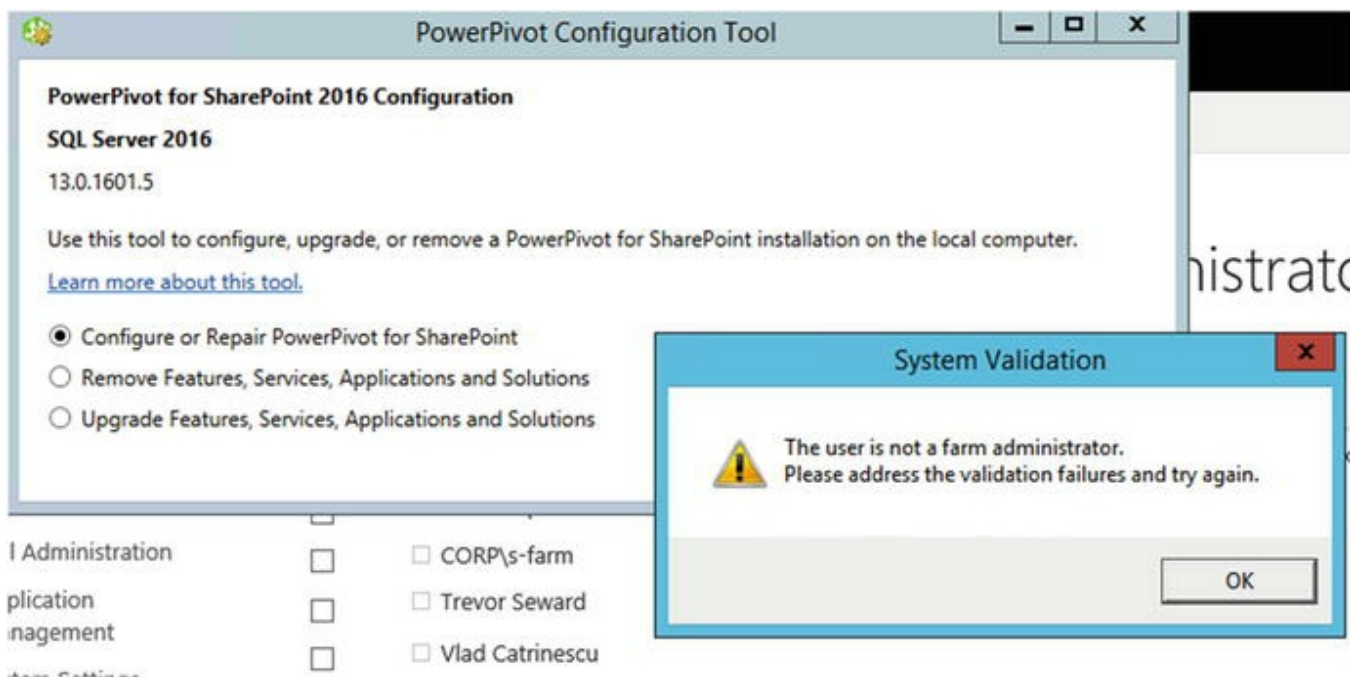 PowerPivot Configuration Tool
PowerPivot for SharePoint 2016 Configuration
SQL Server 2016
13.0.1601.5
Use this tool to configure, upgrade, or remove a PowerPivot for SharePoint installation on the local computer.
Learn more about this tool.
Configure or Repair PowerPivot for SharePoint
Remove Features, Services, Applications and Solutions
Upgrade Features, Services, Applications and Solutions
nistrato
System Validation
The user is not a farm administrator.
Please address the validation failures and try again.
OK
l Administration
CORP\s-farm
plication
nagement
Trevor Seward
Vlad Catrinescu